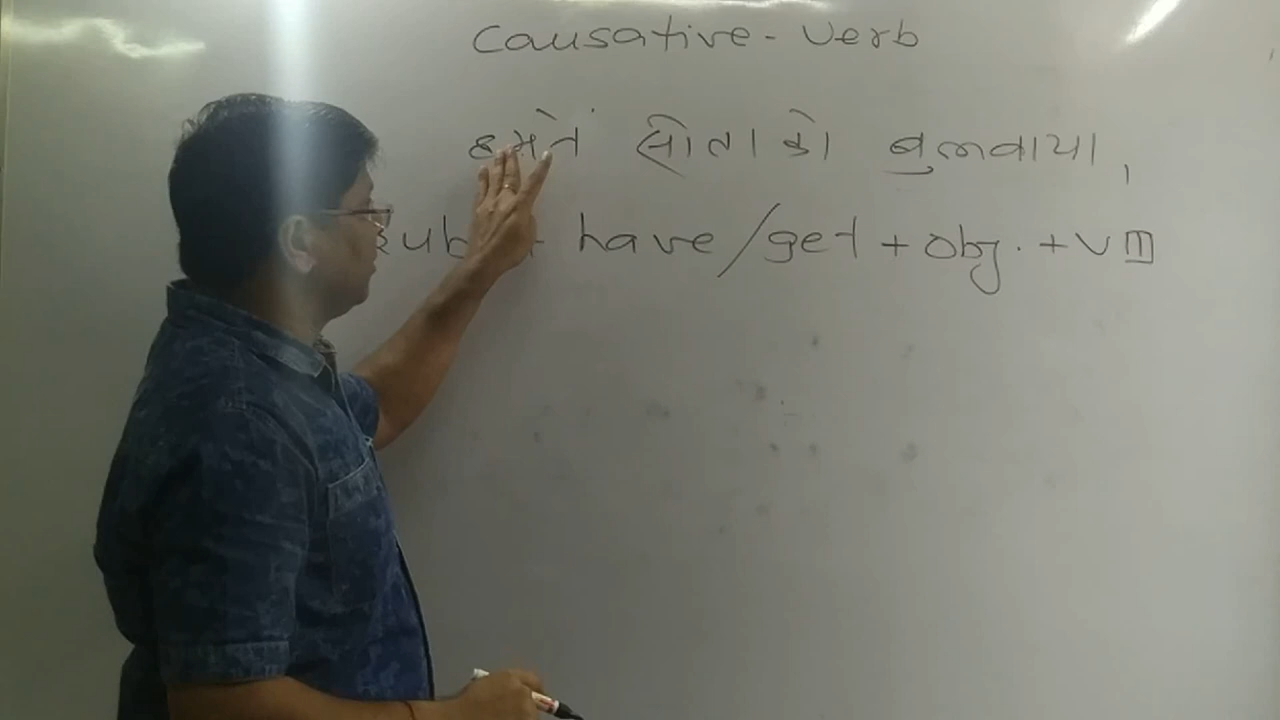 Causative - Verb
हमने सीता को बुलवाया,
sub + have/get + obj. + V III